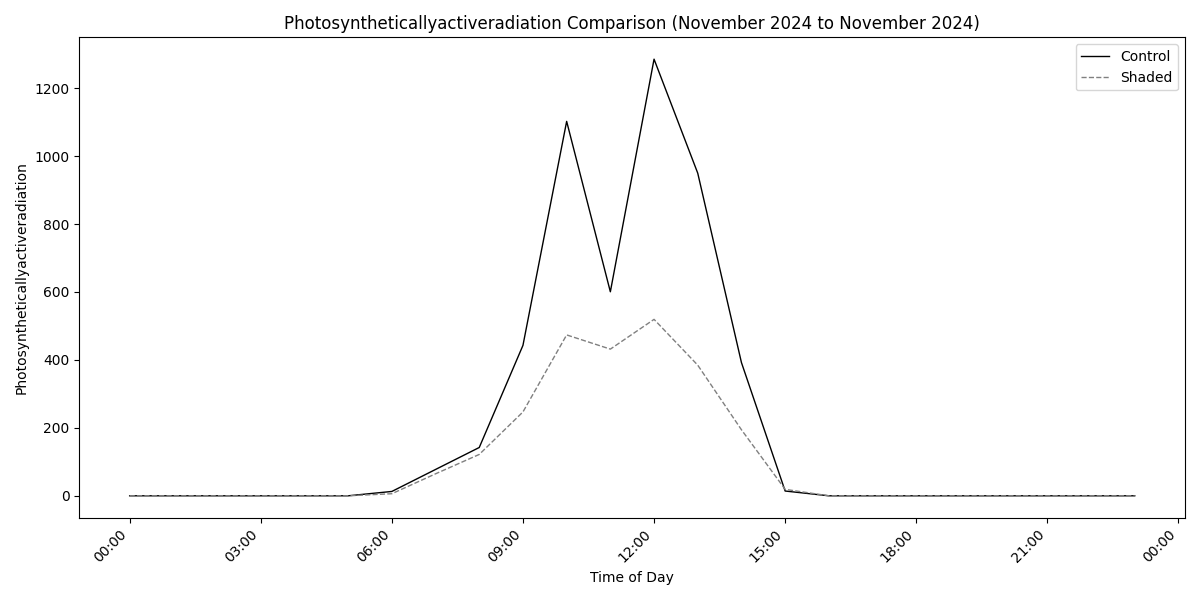 Photosyntheticallyactiveradiation Comparison (November 2024 to November 2024)
Control
Shaded
Photosyntheticallyactiveradiation
1200
1000
800
600
400
200
0
00:00 03:00 06:00 09:00 12:00 15:00 18:00 21:00 00:00
Time of Day